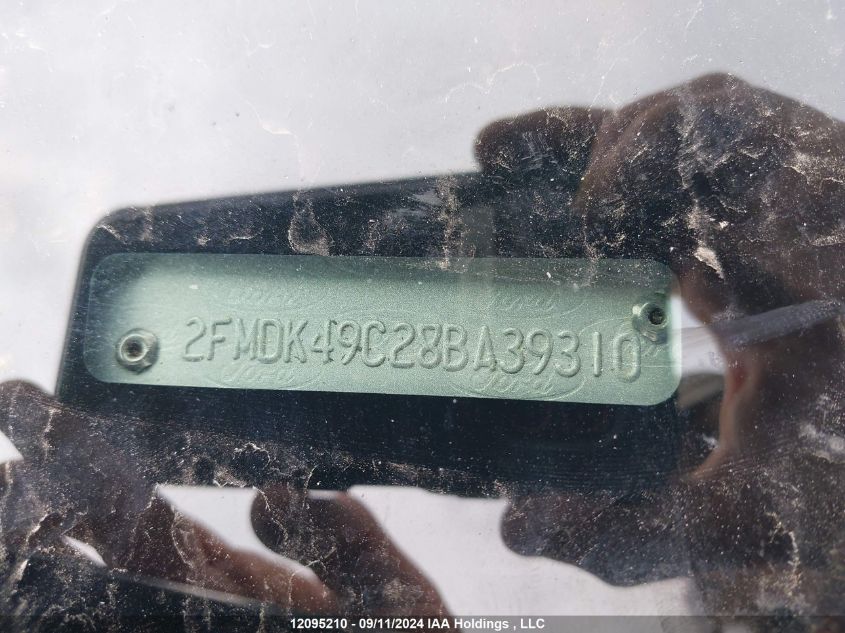 2FMDK49C28BA39310
12095210 - 09/11/2024 IAA Holdings , LLC